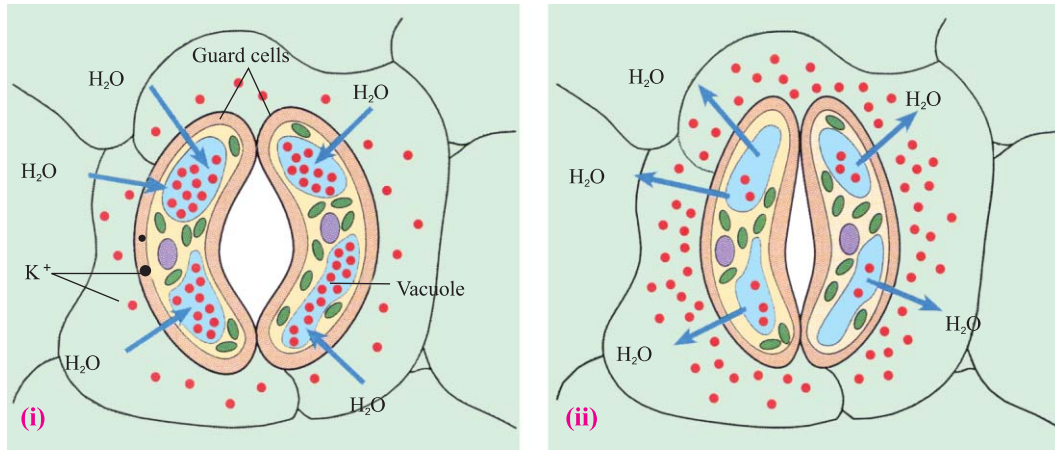 Guard cells
H₂O
H₂O
H₂O
K⁺
Vacuole
H₂O
H₂O
(i)
H₂O
H₂O
H₂O
H₂O
H₂O
(ii)